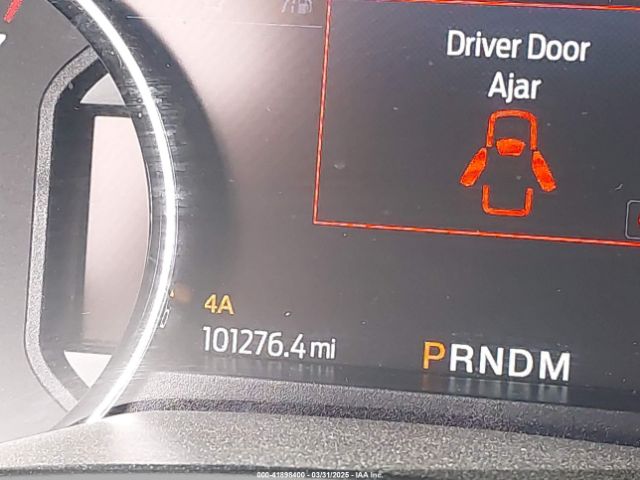 Driver Door
Ajar
4A
101276.4 mi
PRNDM
000-41898400 - 03/31/2025 - IAA Inc.